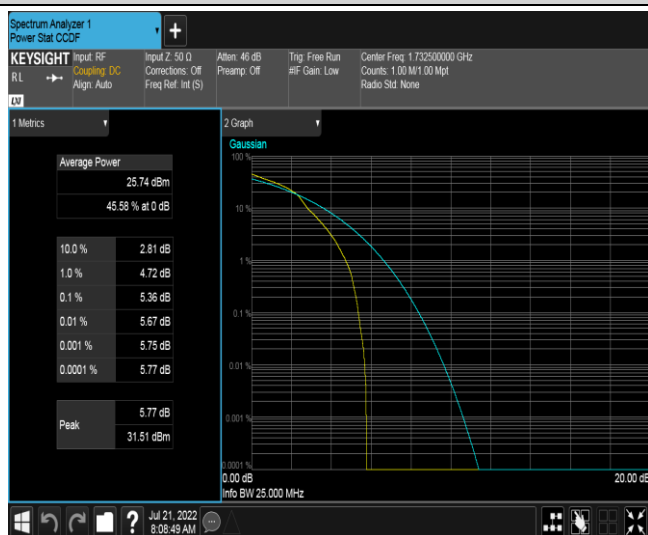 Spectrum Analyzer 1
Power Stat CCDF
KEYSIGHT
RL
LXI
Input: RF
Coupling: DC
Align: Auto
Input Z: 50 Ω
Corrections: Off
Freq Ref: Int (S)
Atten: 46 dB
Preamp: Off
Trig: Free Run
#IF Gain: Low
Center Freq: 1.732500000 GHz
Counts: 1.00 M/1.00 Mpt
Radio Std: None
1 Metrics
Average Power
25.74 dBm
45.58 % at 0 dB
10.0 % 2.81 dB
1.0 % 4.72 dB
0.1 % 5.36 dB
0.01 % 5.67 dB
0.001 % 5.75 dB
0.0001 % 5.77 dB
Peak
5.77 dB
31.51 dBm
2 Graph
Gaussian
100 %
10 %
1 %
0.1 %
0.01 %
0.001 %
0.0001 %
0.00 dB
20.00 dB
Info BW 25.000 MHz
?
Jul 21, 2022
8:08:49 AM